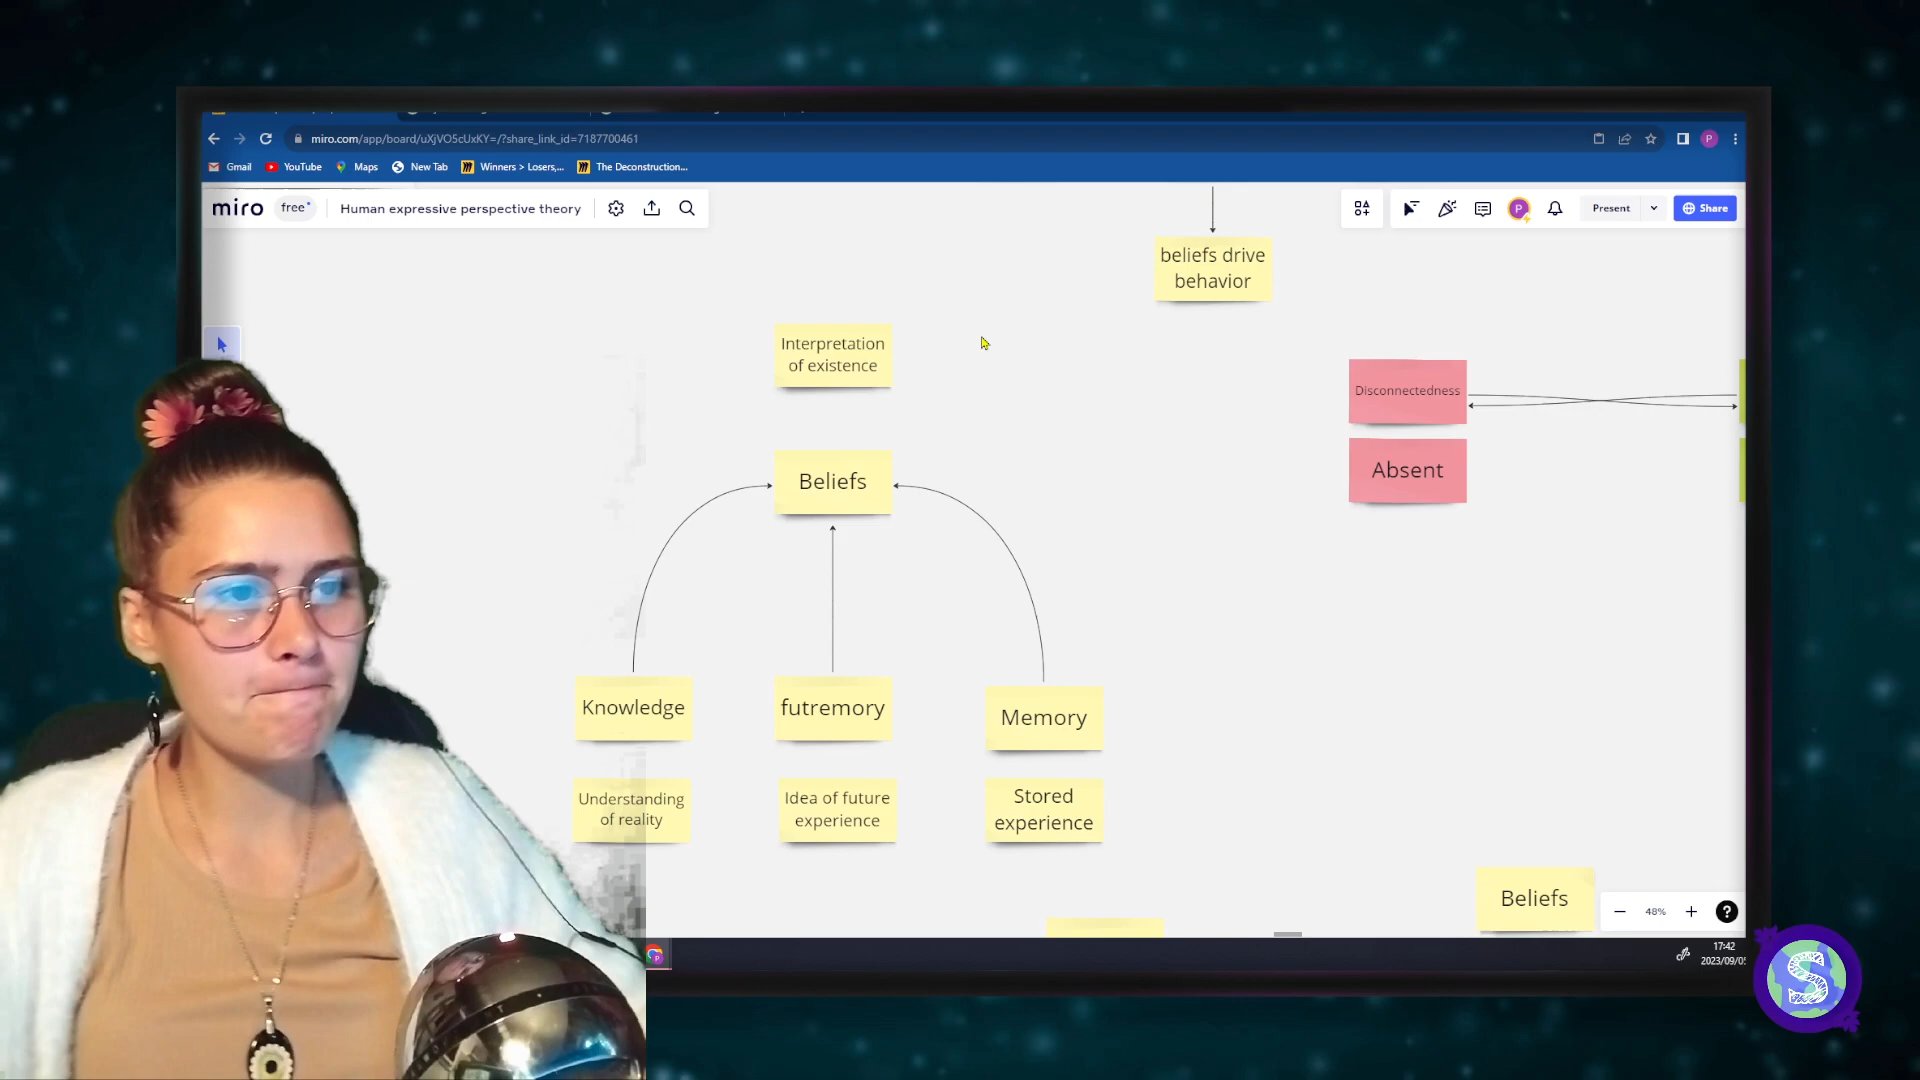 miro.com/app/board/uXjVO5cUxKY=/?share_link_id=7187700461
P
Gmail
YouTube
Maps
New Tab
Winners > Losers,...
The Deconstruction...
miro
free
Human expressive perspective theory
P
Present
Share
beliefs drive
behavior
Interpretation
of existence
Disconnectedness
Absent
Beliefs
Knowledge
futremory
Memory
Understanding
of reality
Idea of future
experience
Stored
experience
Beliefs
48%
?
17:42
2023/09/05
S